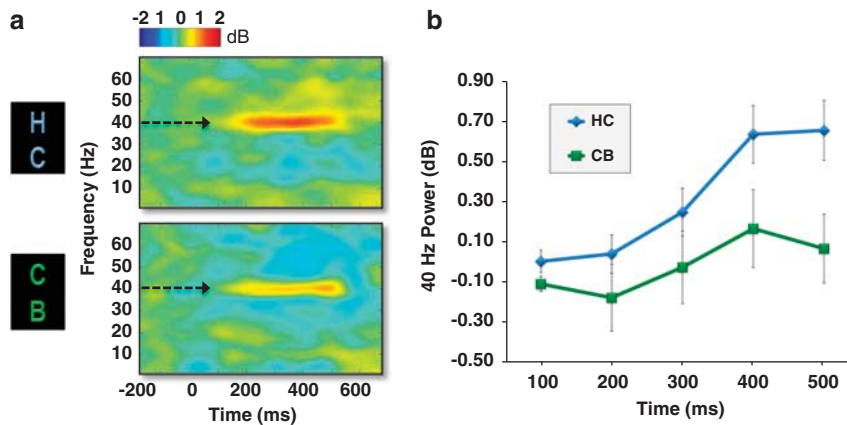 a
-2 1 0 1 2
dB
H
C
C
B
Frequency (Hz)
60
50
40
30
20
10
60
50
40
30
20
10
-200 0 200 400 600
Time (ms)
b
40 Hz Power (dB)
0.90
0.70
0.50
0.30
0.10
-0.10
-0.30
-0.50
HC
CB
100 200 300 400 500
Time (ms)